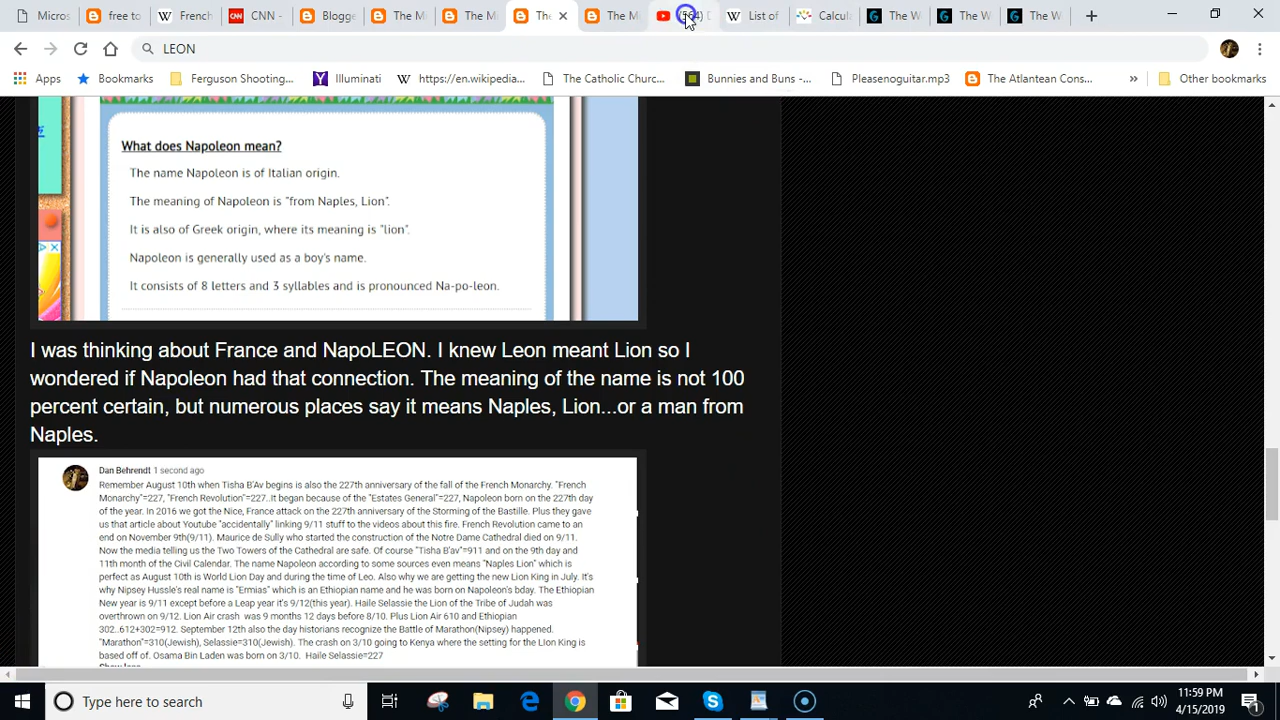 Micros
free to
French
CNN -
Blogge
The M
The M
The
The M
(564)
List of
Calcul
The W
The W
The W
LEON
Apps
Bookmarks
Ferguson Shooting...
Illuminati
https://en.wikipedia...
The Catholic Churc...
Bunnies and Buns -...
Pleasenoguitar.mp3
The Atlantean Cons...
Other bookmarks
What does Napoleon mean?
The name Napoleon is of Italian origin.
The meaning of Napoleon is "from Naples, Lion".
It is also of Greek origin, where its meaning is "lion".
Napoleon is generally used as a boy's name.
It consists of 8 letters and 3 syllables and is pronounced Na-po-leon.
I was thinking about France and NapoLEON. I knew Leon meant Lion so I
wondered if Napoleon had that connection. The meaning of the name is not 100
percent certain, but numerous places say it means Naples, Lion...or a man from
Naples.
Dan Behrendt 1 second ago
Remember August 10th when Tisha B'Av begins is also the 227th anniversary of the fall of the French Monarchy. "French
Monarchy"=227, "French Revolution"=227..It began because of the "Estates General"=227, Napoleon born on the 227th day
of the year. In 2016 we got the Nice, France attack on the 227th anniversary of the Storming of the Bastille. Plus they gave
us that article about Youtube "accidentally" linking 9/11 stuff to the videos about this fire. French Revolution came to an
end on November 9th(9/11). Maurice de Sully who started the construction of the Notre Dame Cathedral died on 9/11.
Now the media telling us the Two Towers of the Cathedral are safe. Of course "Tisha B'av"=911 and on the 9th day and
11th month of the Civil Calendar. The name Napoleon according to some sources even means "Naples Lion" which is
perfect as August 10th is World Lion Day and during the time of Leo. Also why we are getting the new Lion King in July. It's
why Nipsey Hussle's real name is "Ermias" which is an Ethiopian name and he was born on Napoleon's bday. The Ethiopian
New year is 9/11 except before a Leap year it's 9/12(this year). Haile Selassie the Lion of the Tribe of Judah was
overthrown on 9/12. Lion Air crash was 9 months 12 days before 8/10. Plus Lion Air 610 and Ethiopian
302..612+302=912. September 12th also the day historians recognize the Battle of Marathon(Nipsey) happened.
"Marathon"=310(Jewish), Selassie=310(Jewish). The crash on 3/10 going to Kenya where the setting for the LIon King is
based off of. Osama Bin Laden was born on 3/10. Haile Selassie=227
Show less
Type here to search
11:59 PM
4/15/2019